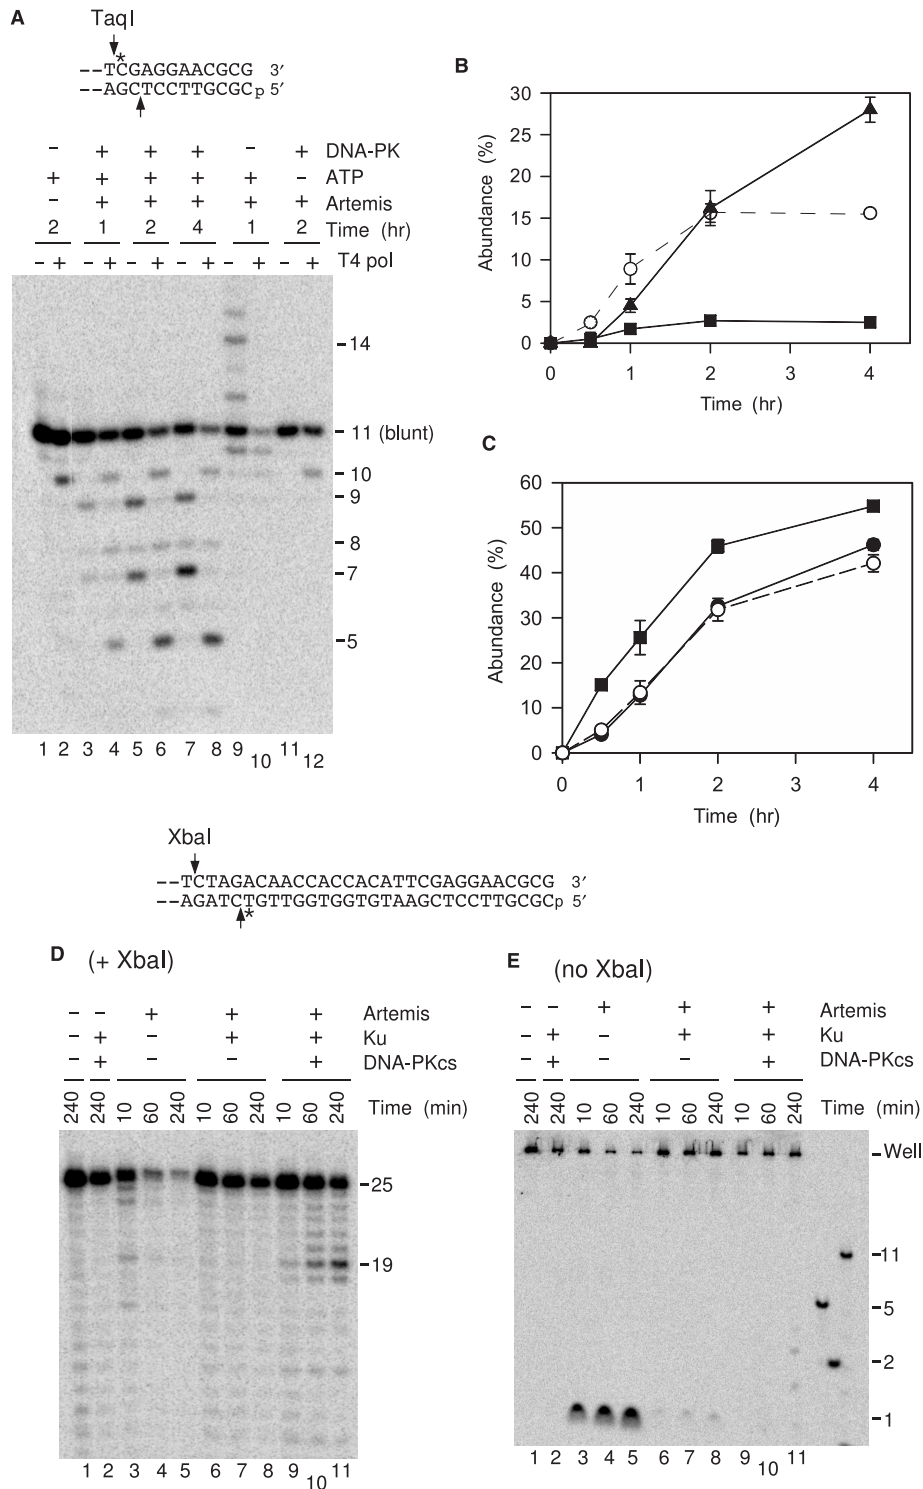 A
TaqI
*
--TCGAGGAACGCG 3′
--AGCTCCTTGCGCp 5′
- + + + - + DNA-PK
+ + + + + - ATP
- + + + + + Artemis
2 1 2 4 1 2 Time (hr)
- + - + - + - + - + - + T4 pol
-14
-11 (blunt)
-10
-9
-8
-7
-5
1 2 3 4 5 6 7 8 9 10 11 12
B
Abundance (%)
30
25
20
15
10
5
0
0 1 2 3 4
Time (hr)
C
Abundance (%)
60
50
40
30
20
10
0
0 1 2 3 4
Time (hr)
XbaI
--TCTAGACAACCACCACATTCGAGGAACGCG 3′
--AGATCTGTTGGTGGTGTAAGCTCCTTGCGCp 5′
*
D (+ XbaI)
- - + + + Artemis
- + - + + Ku
- + - - + DNA-PKcs
240 240 10 60 240 10 60 240 10 60 240 Time (min)
-25
-19
1 2 3 4 5 6 7 8 9 10 11
E (no XbaI)
- - + + + Artemis
- + - + + Ku
- + - - + DNA-PKcs
240 240 10 60 240 10 60 240 10 60 240 Time (min)
-Well
-11
-5
-2
-1
1 2 3 4 5 6 7 8 9 10 11